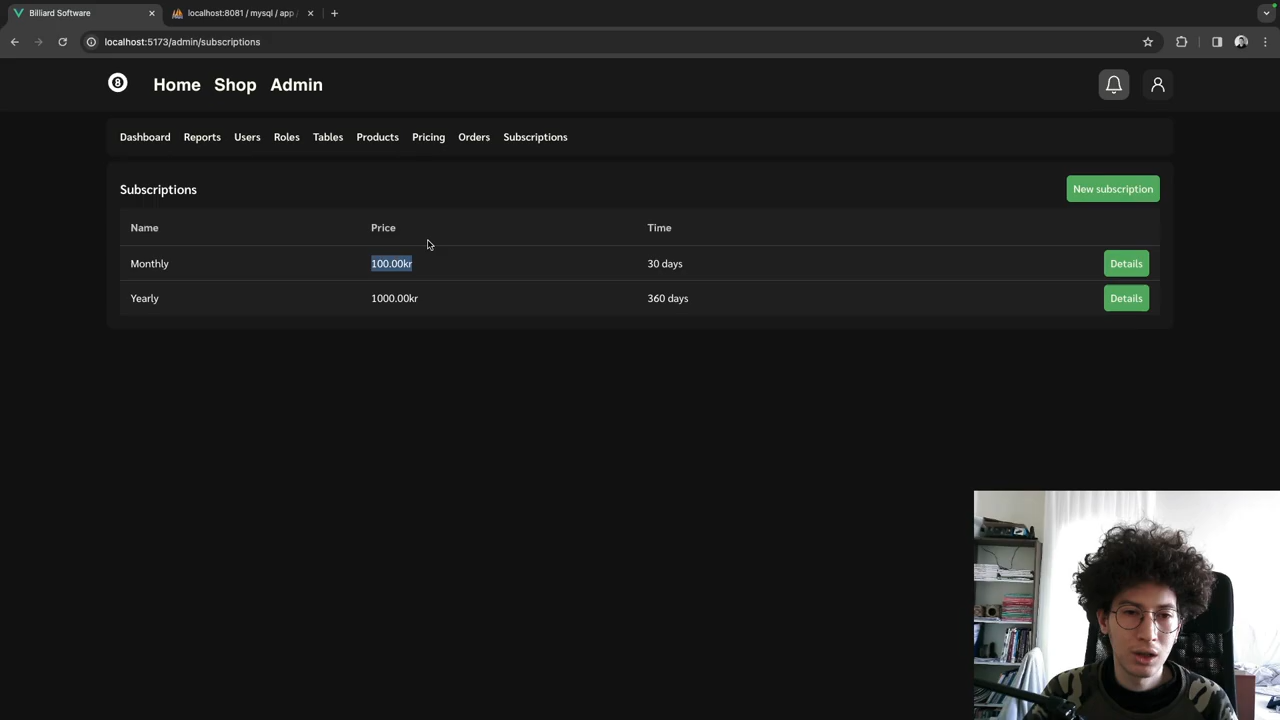 Billiard Software
localhost:8081 / mysql / app /
localhost:5173/admin/subscriptions
8 Home Shop Admin
Dashboard Reports Users Roles Tables Products Pricing Orders Subscriptions
Subscriptions New subscription
Name Price Time
Monthly 100.00kr 30 days Details
Yearly 1000.00kr 360 days Details